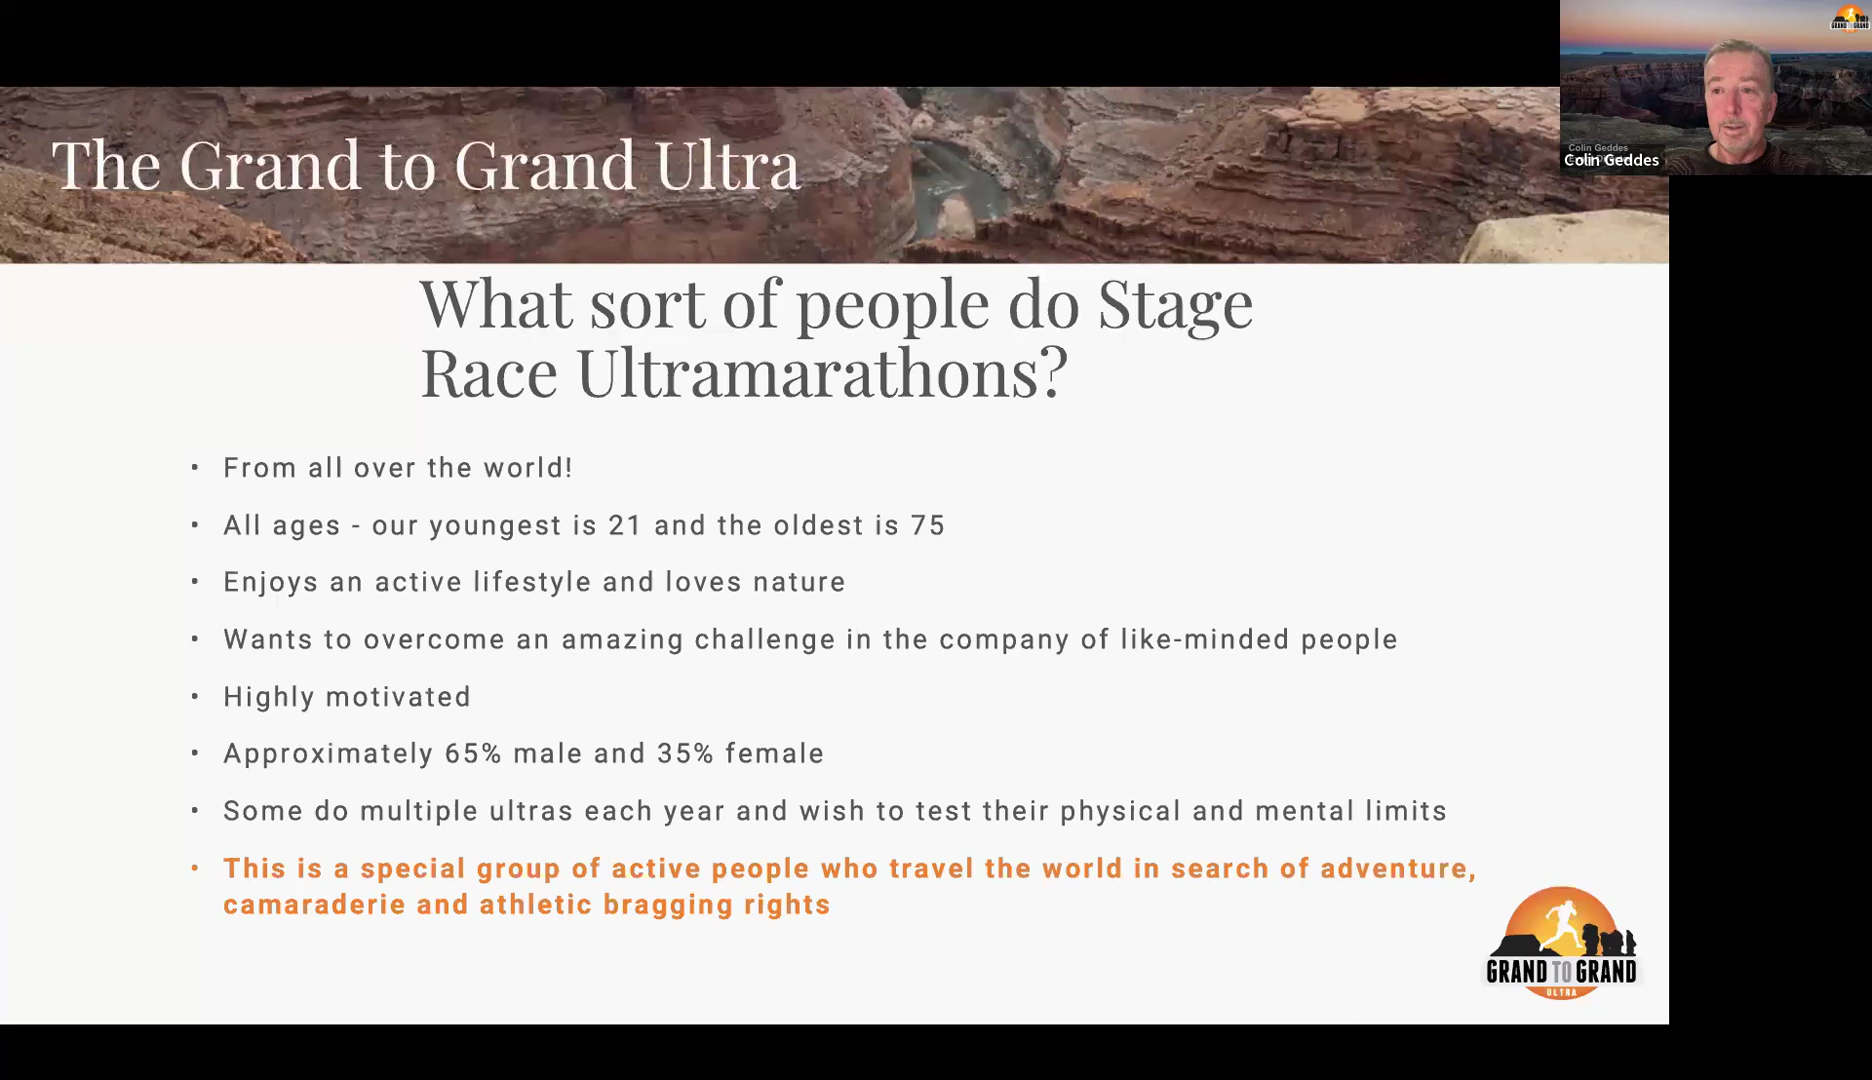 The Grand to Grand Ultra
GRAND TO GRAND
Colin Geddes
Colin Geddes
What sort of people do Stage
Race Ultramarathons?
• From all over the world!
• All ages - our youngest is 21 and the oldest is 75
• Enjoys an active lifestyle and loves nature
• Wants to overcome an amazing challenge in the company of like-minded people
• Highly motivated
• Approximately 65% male and 35% female
• Some do multiple ultras each year and wish to test their physical and mental limits
• This is a special group of active people who travel the world in search of adventure,
camaraderie and athletic bragging rights
GRAND TO GRAND
ULTRA